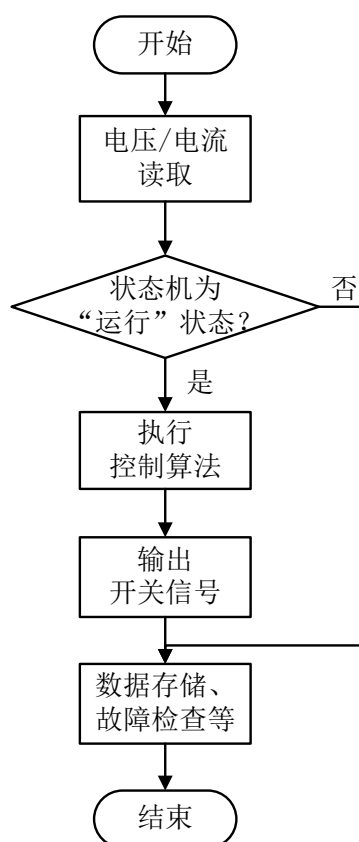 开始
电压/电流
读取
状态机为
“运行”状态?
否
是
执行
控制算法
输出
开关信号
数据存储、
故障检查等
结束